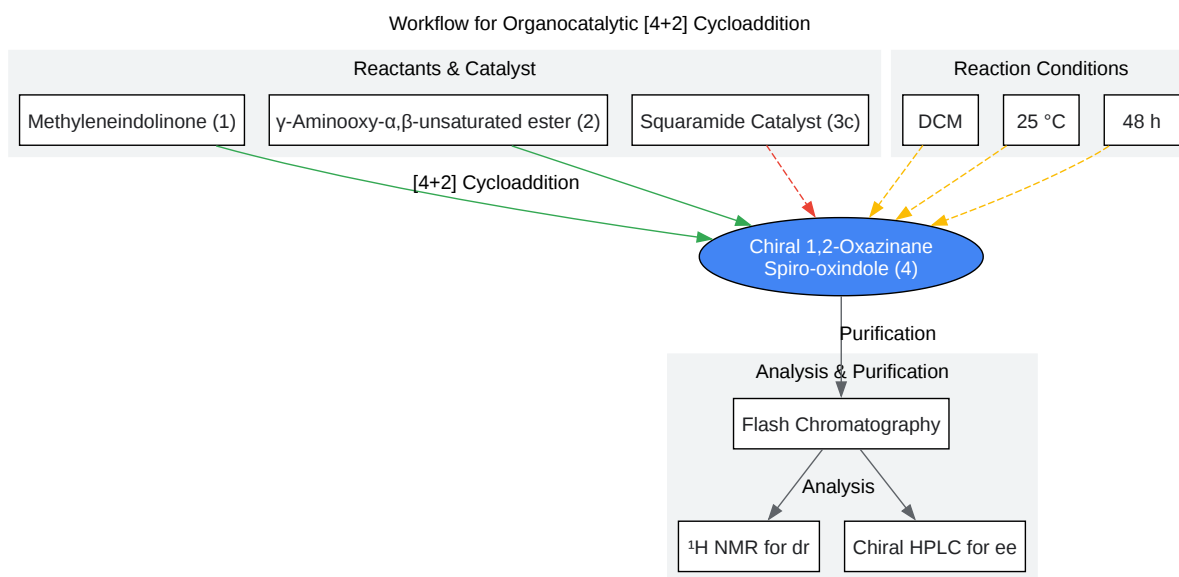 Workflow for Organocatalytic [4+2] Cycloaddition
Reactants & Catalyst
Reaction Conditions
Methyleneindolinone (1)
γ-Aminooxy-α,β-unsaturated ester (2)
Squaramide Catalyst (3c)
DCM
25 °C
48 h
[4+2] Cycloaddition
Chiral 1,2-Oxazinane
Spiro-oxindole (4)
Purification
Analysis & Purification
Flash Chromatography
Analysis
¹H NMR for dr
Chiral HPLC for ee